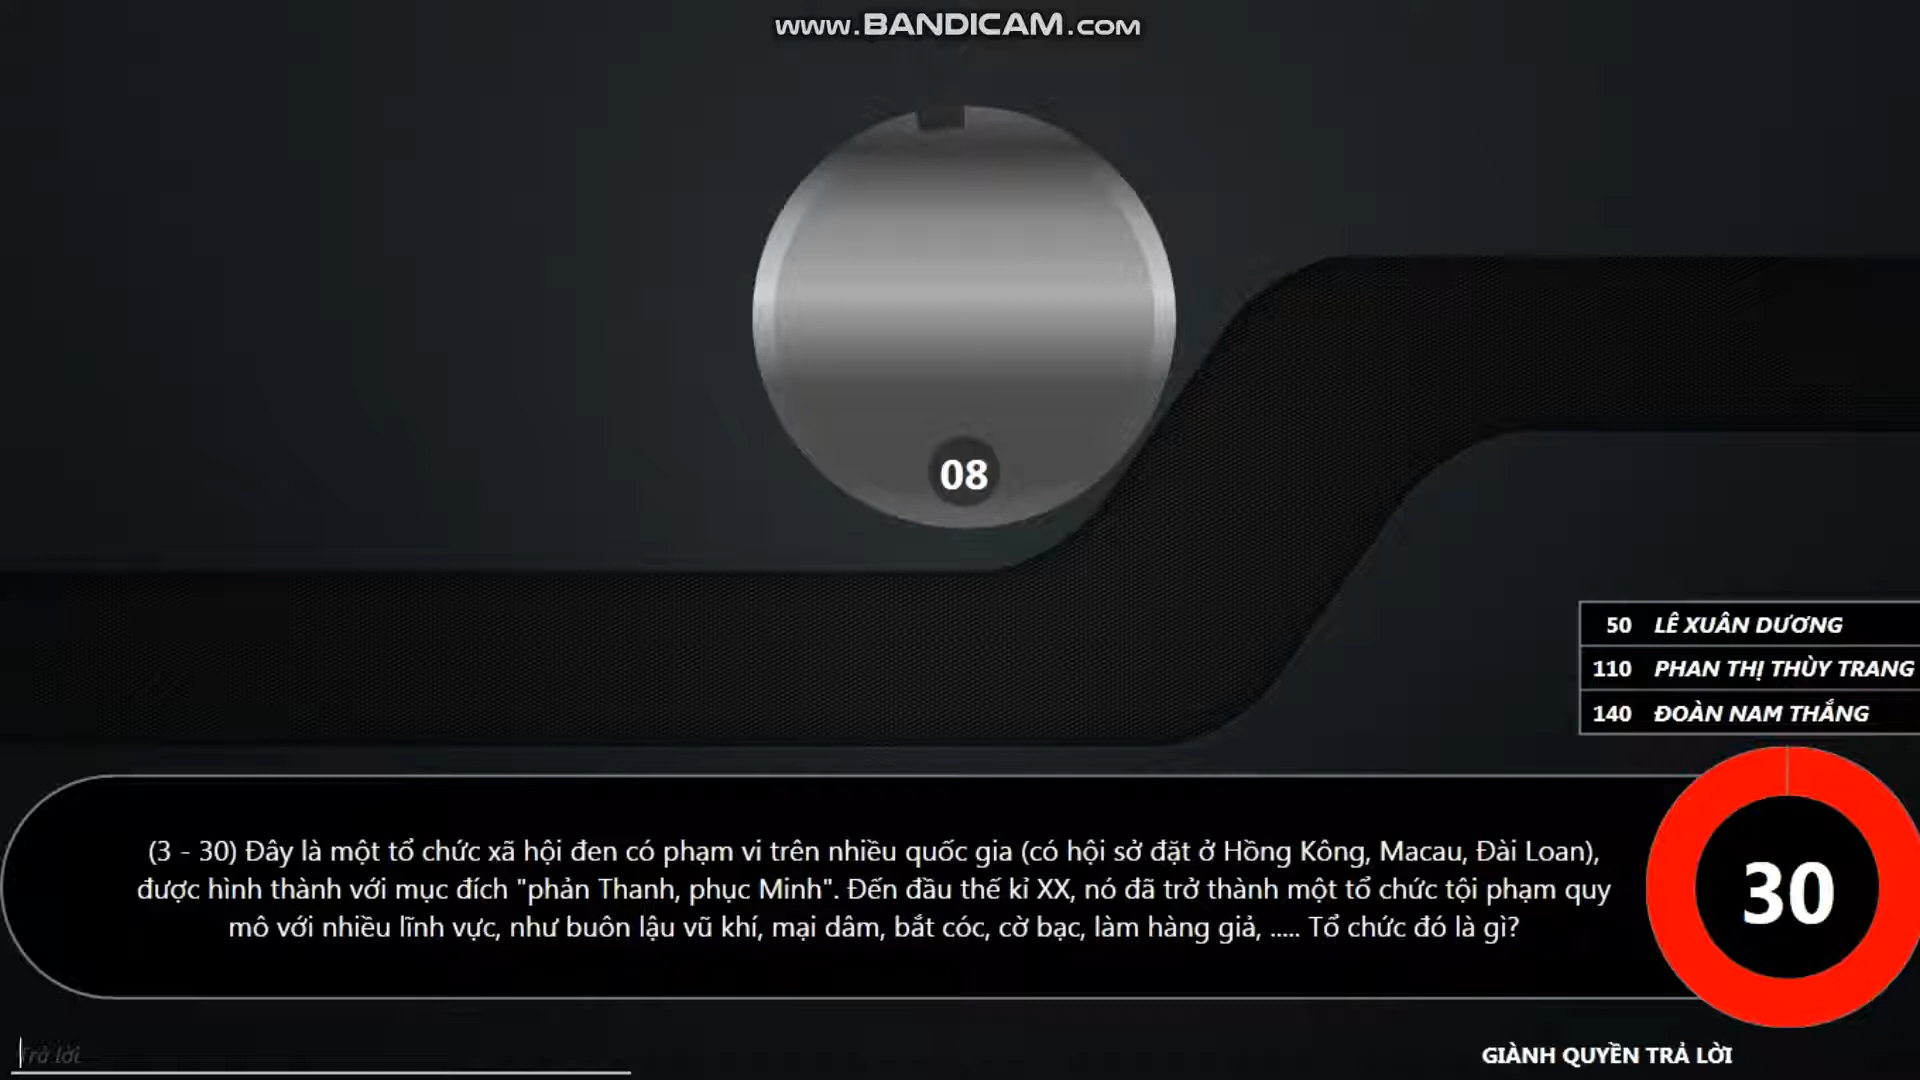 WWW.BANDICAM.COM
08
50 LÊ XUÂN DƯƠNG
110 PHAN THỊ THÙY TRANG
140 ĐOÀN NAM THẮNG
(3 - 30) Đây là một tổ chức xã hội đen có phạm vi trên nhiều quốc gia (có hội sở đặt ở Hồng Kông, Macau, Đài Loan),
được hình thành với mục đích "phản Thanh, phục Minh". Đến đầu thế kỉ XX, nó đã trở thành một tổ chức tội phạm quy
mô với nhiều lĩnh vực, như buôn lậu vũ khí, mại dâm, bắt cóc, cờ bạc, làm hàng giả, ..... Tổ chức đó là gì?
30
Trả lời
GIÀNH QUYỀN TRẢ LỜI